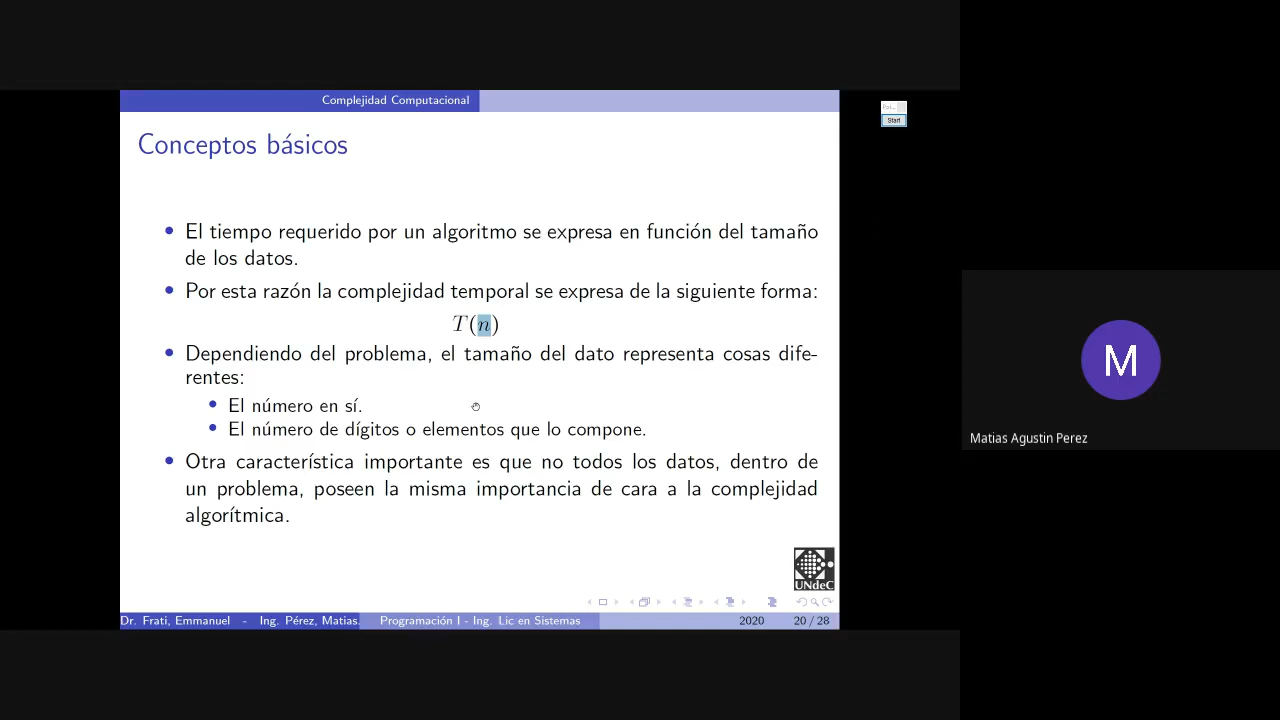 Complejidad Computacional
Conceptos básicos
• El tiempo requerido por un algoritmo se expresa en función del tamaño
de los datos.
• Por esta razón la complejidad temporal se expresa de la siguiente forma:
T(n)
• Dependiendo del problema, el tamaño del dato representa cosas dife-
rentes:
• El número en sí.
• El número de dígitos o elementos que lo compone.
• Otra característica importante es que no todos los datos, dentro de
un problema, poseen la misma importancia de cara a la complejidad
algorítmica.
UNdeC
Dr. Frati, Emmanuel - Ing. Pérez, Matias. Programación I - Ing. Lic en Sistemas 2020 20 / 28
Start
M
Matias Agustin Perez